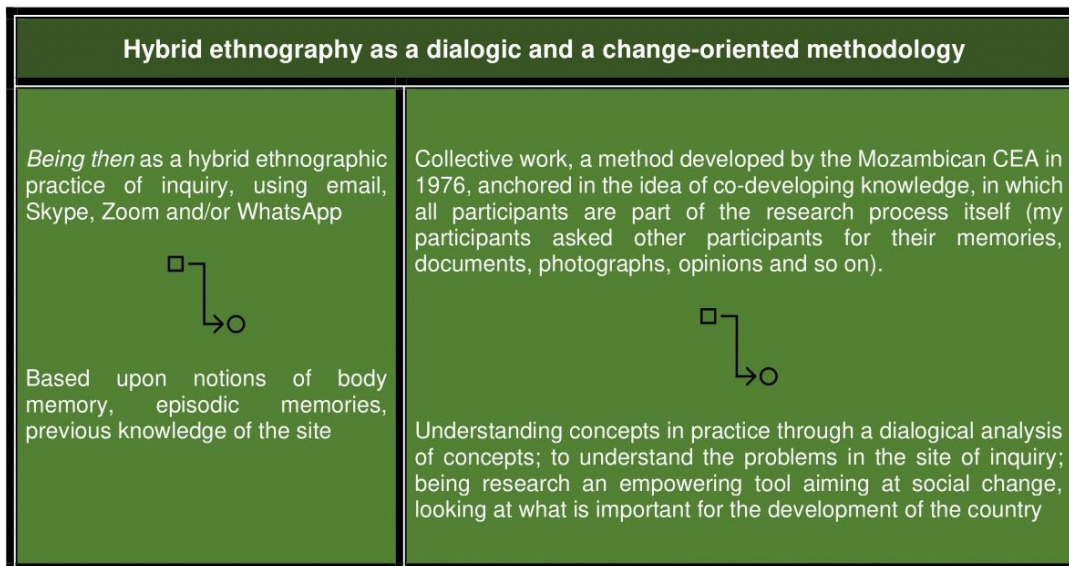 Hybrid ethnography as a dialogic and a change-oriented methodology
Being then as a hybrid ethnographic
practice of inquiry, using email,
Skype, Zoom and/or WhatsApp
Based upon notions of body
memory, episodic memories,
previous knowledge of the site
Collective work, a method developed by the Mozambican CEA in
1976, anchored in the idea of co-developing knowledge, in which
all participants are part of the research process itself (my
participants asked other participants for their memories,
documents, photographs, opinions and so on).
Understanding concepts in practice through a dialogical analysis
of concepts; to understand the problems in the site of inquiry;
being research an empowering tool aiming at social change,
looking at what is important for the development of the country